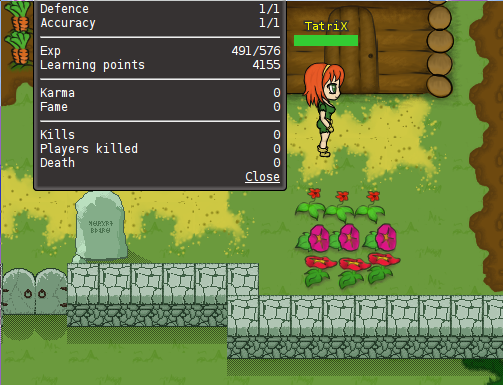 Defence 1/1
Accuracy 1/1
TatriX
Exp 491/576
Learning points 4155
Karma 0
Fame 0
Kills 0
Players killed 0
Death 0
Close